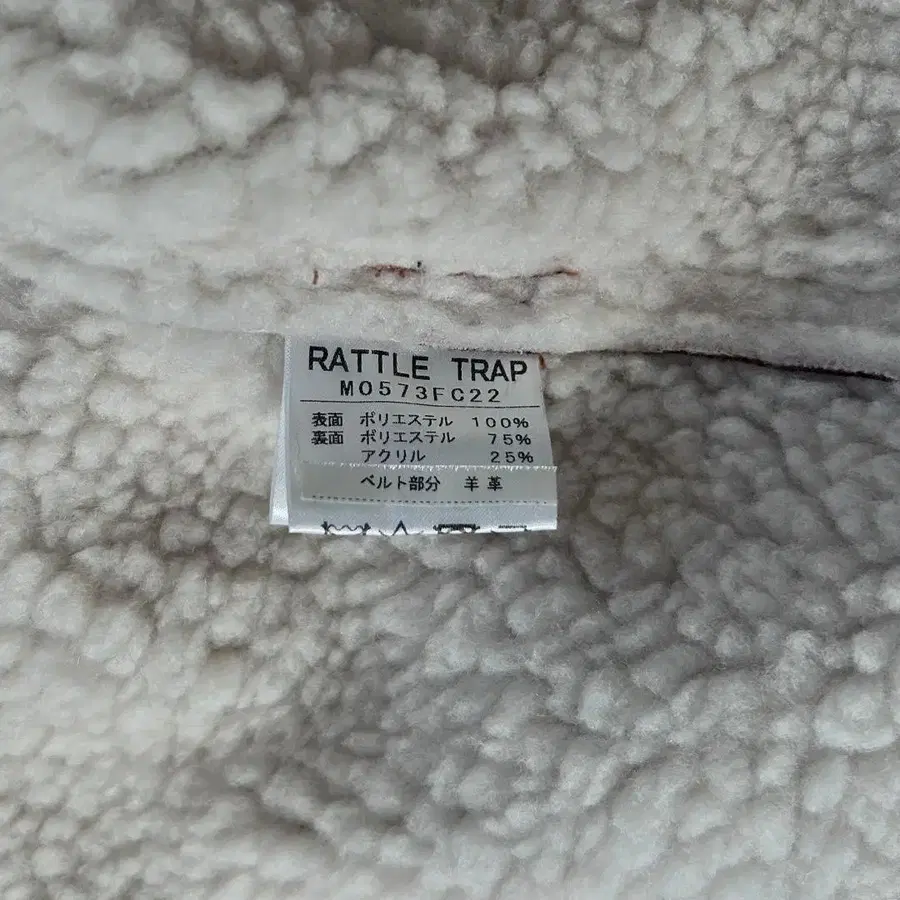 RATTLE TRAP
M0573FC22
表面 ポリエステル 100%
裏面 ポリエステル 75%
アクリル 25%
ベルト部分 羊革